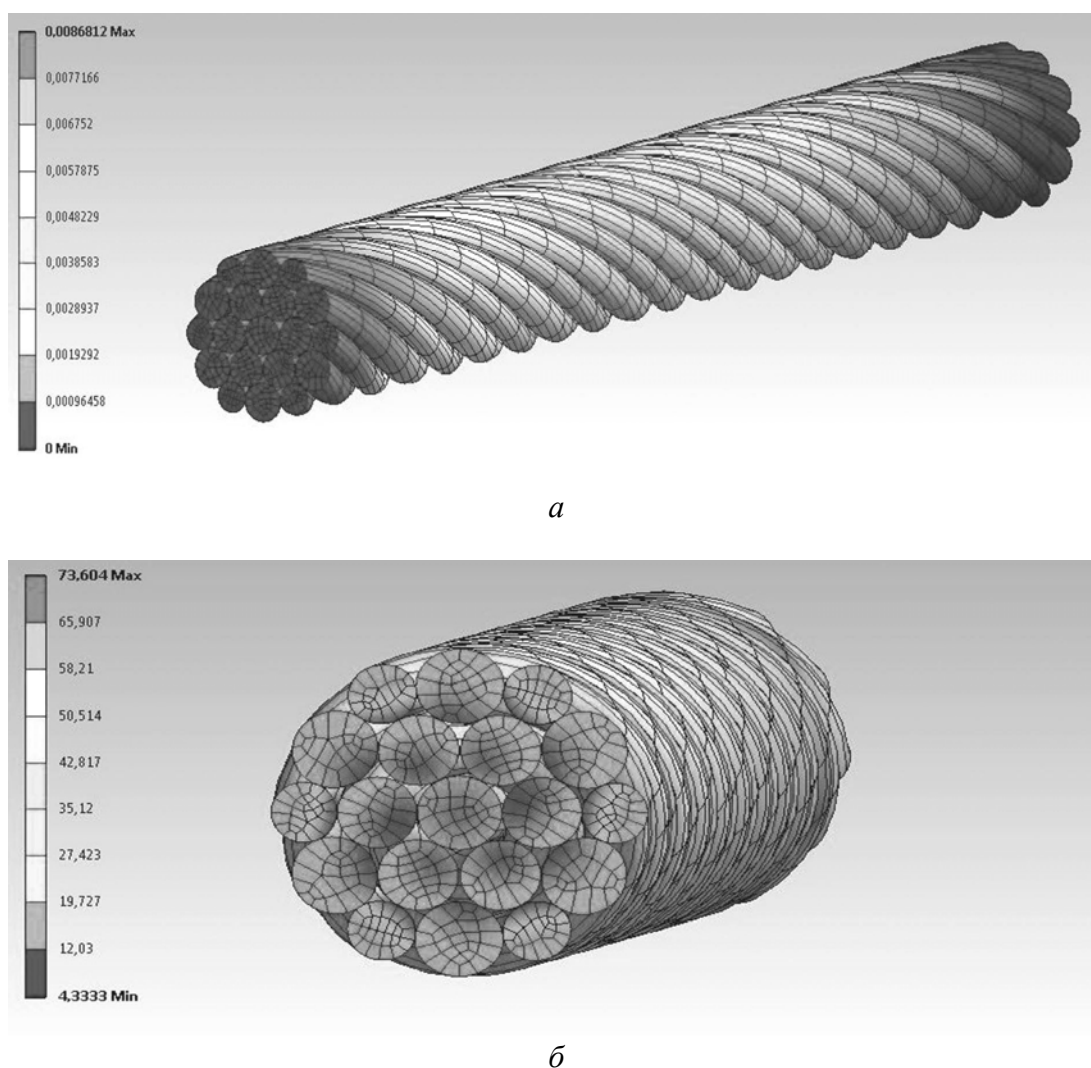 0,0086812 Max
0,0077166
0,006752
0,0057875
0,0048229
0,0038583
0,0028937
0,0019292
0,00096458
0 Min
а
73,604 Max
65,907
58,21
50,514
42,817
35,12
27,423
19,727
12,03
4,3333 Min
б